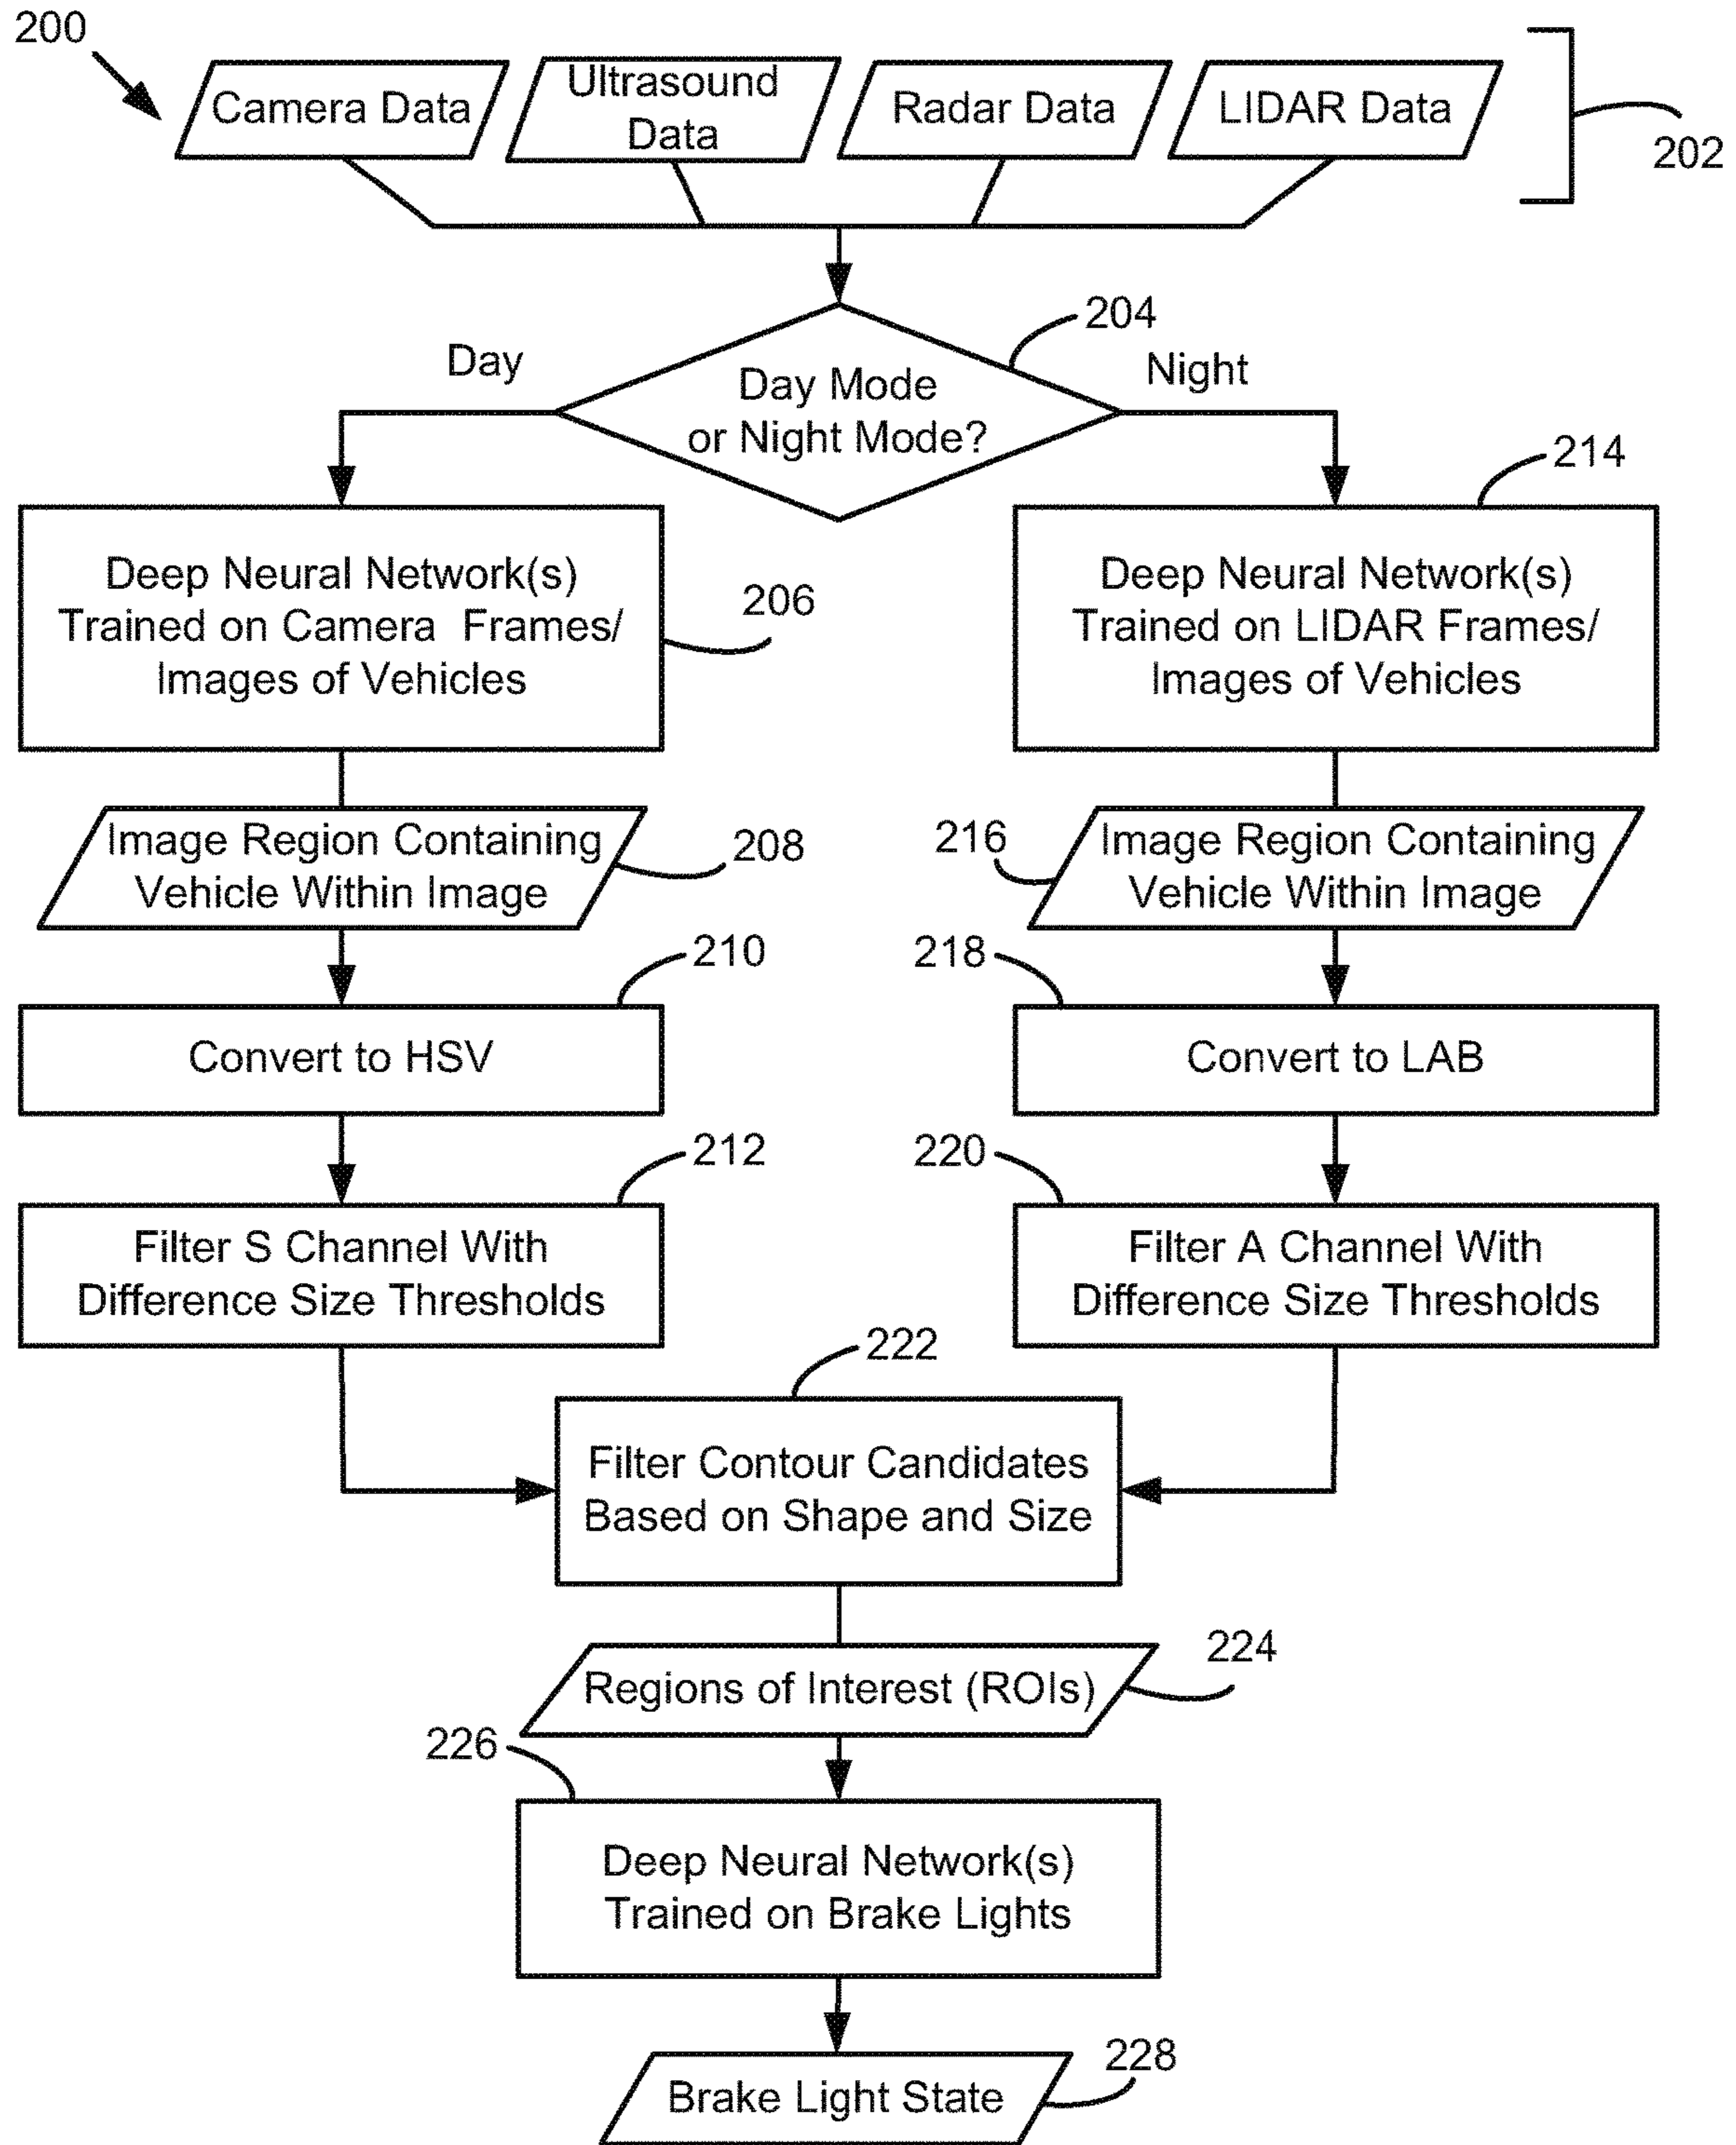 200
Camera Data
Ultrasound
Data
Radar Data
LIDAR Data
202
204
Day
Day Mode
or Night Mode?
Night
214
Deep Neural Network(s)
Trained on Camera Frames/
Images of Vehicles
206
Deep Neural Network(s)
Trained on LIDAR Frames/
Images of Vehicles
Image Region Containing
Vehicle Within Image
208
216
Image Region Containing
Vehicle Within Image
210
218
Convert to HSV
Convert to LAB
212
220
Filter S Channel With
Difference Size Thresholds
Filter A Channel With
Difference Size Thresholds
222
Filter Contour Candidates
Based on Shape and Size
224
Regions of Interest (ROIs)
226
Deep Neural Network(s)
Trained on Brake Lights
228
Brake Light State